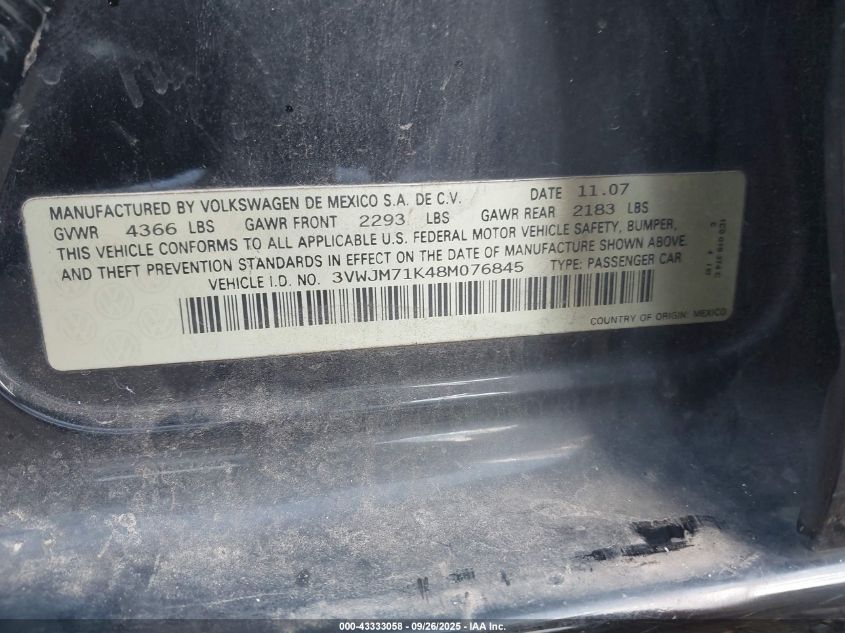 MANUFACTURED BY VOLKSWAGEN DE MEXICO S.A. DE C.V. DATE 11.07
GVWR 4366 LBS GAWR FRONT 2293 LBS GAWR REAR 2183 LBS
THIS VEHICLE CONFORMS TO ALL APPLICABLE U.S. FEDERAL MOTOR VEHICLE SAFETY, BUMPER,
AND THEFT PREVENTION STANDARDS IN EFFECT ON THE DATE OF MANUFACTURE SHOWN ABOVE.
VEHICLE I.D. NO. 3VWJM71K48M076845 TYPE: PASSENGER CAR
COUNTRY OF ORIGIN: MEXICO
000-43333058 - 09/26/2025 - IAA Inc.